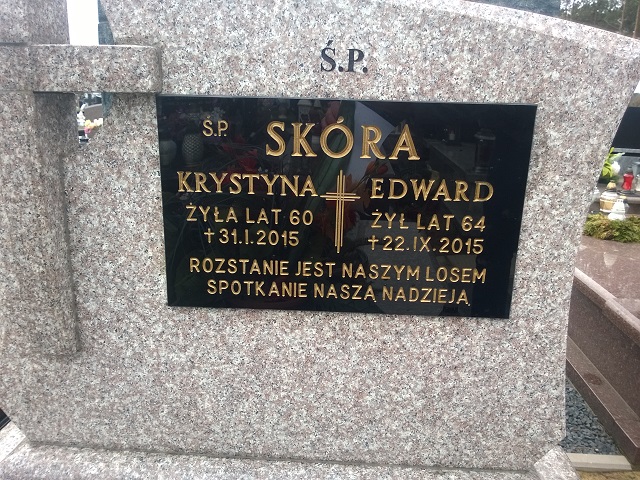 Ś.P.
Ś.P. SKÓRA
KRYSTYNA EDWARD
ŻYŁA LAT 60 ŻYŁ LAT 64
†31.I.2015 †22.IX.2015
ROZSTANIE JEST NASZYM LOSEM
SPOTKANIE NASZĄ NADZIEJĄ